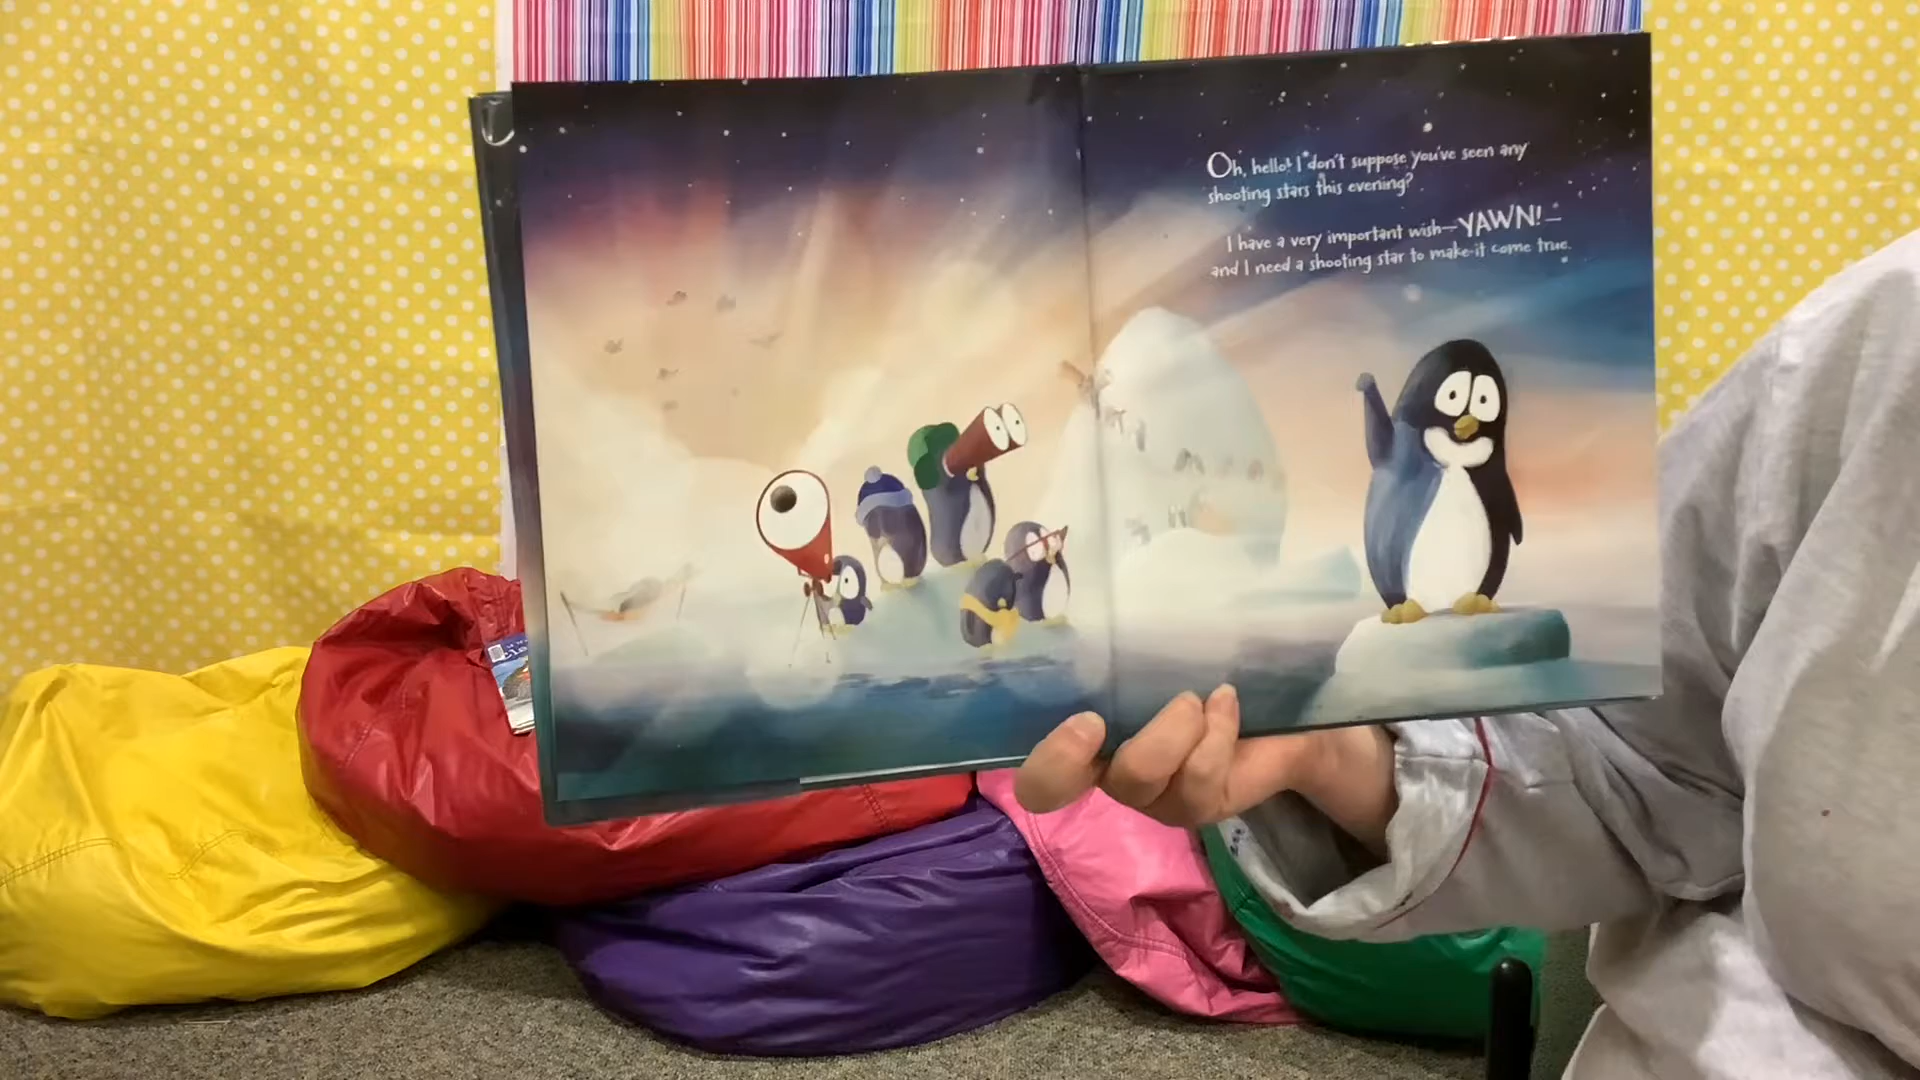 Oh, hello! I don't suppose you've seen any
shooting stars this evening?
I have a very important wish—YAWN!—
and I need a shooting star to make it come true.